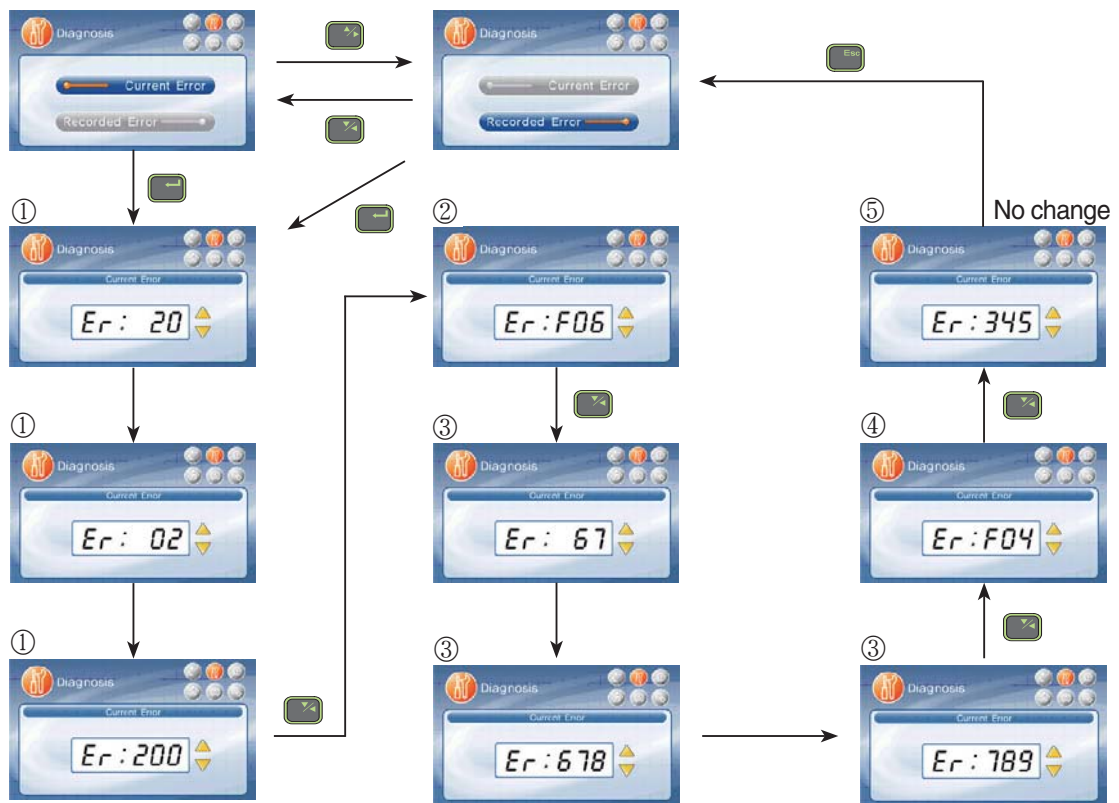 Diagnosis
Current Error
Recorded Error
Diagnosis
Current Error
Recorded Error
Esc
①
Diagnosis
Current Error
Er: 20
②
Diagnosis
Current Error
Er:F06
⑤
No change
Diagnosis
Current Error
Er:345
①
Diagnosis
Current Error
Er: 02
③
Diagnosis
Current Error
Er: 67
④
Diagnosis
Current Error
Er:F04
①
Diagnosis
Current Error
Er:200
③
Diagnosis
Current Error
Er:678
③
Diagnosis
Current Error
Er:789